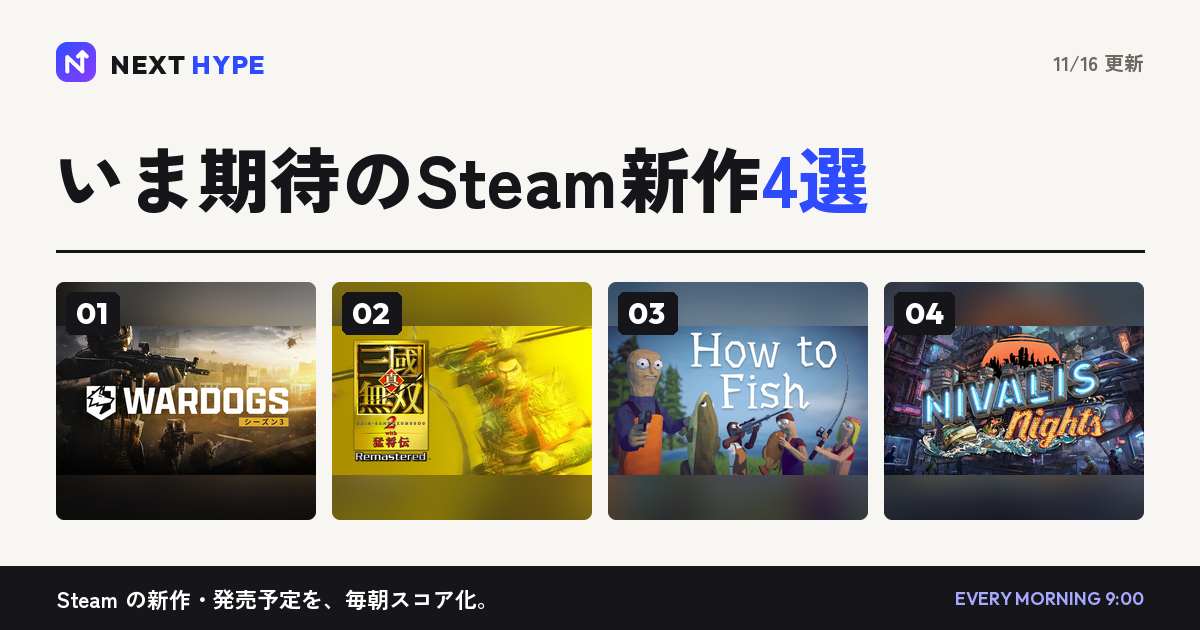 NEXT HYPE
11/16 更新
いま期待のSteam新作4選
01
WARDOGS
シーズン3
02
真・三國無双2
with
猛将伝
Remastered
03
How to
Fish
04
NIVALIS
Nights
Steam の新作・発売予定を、毎朝スコア化。
EVERY MORNING 9:00